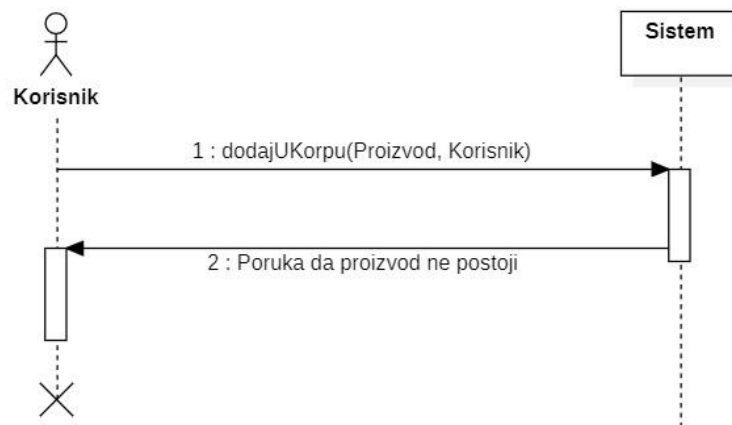 Sistem
Korisnik
1 : dodajUKorpu(Proizvod, Korisnik)
2 : Poruka da proizvod ne postoji